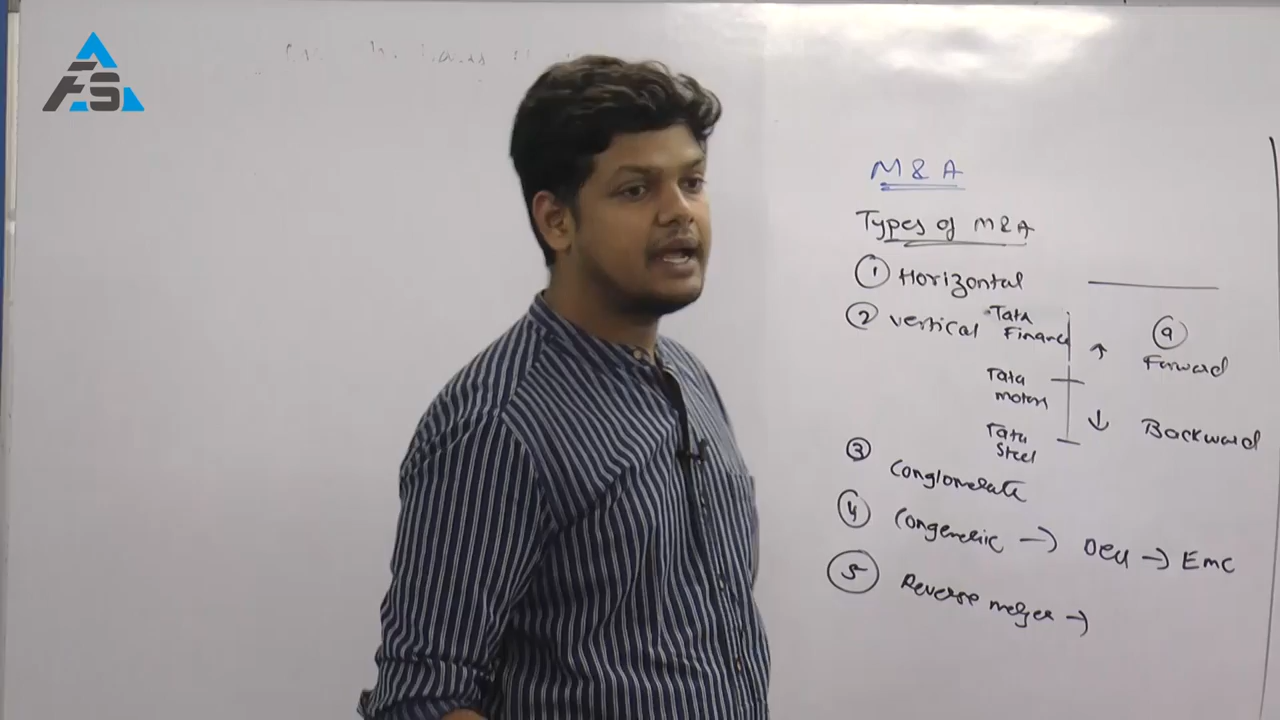 FS
M & A
Types of M&A
① Horizontal
② vertical
Tata
Finance
↑
ⓐ
Forward
Tata
motors
↓
Backward
Tata
Steel
③ Conglomerate
④ Congeneric → Dell → EMC
⑤ Reverse merger →